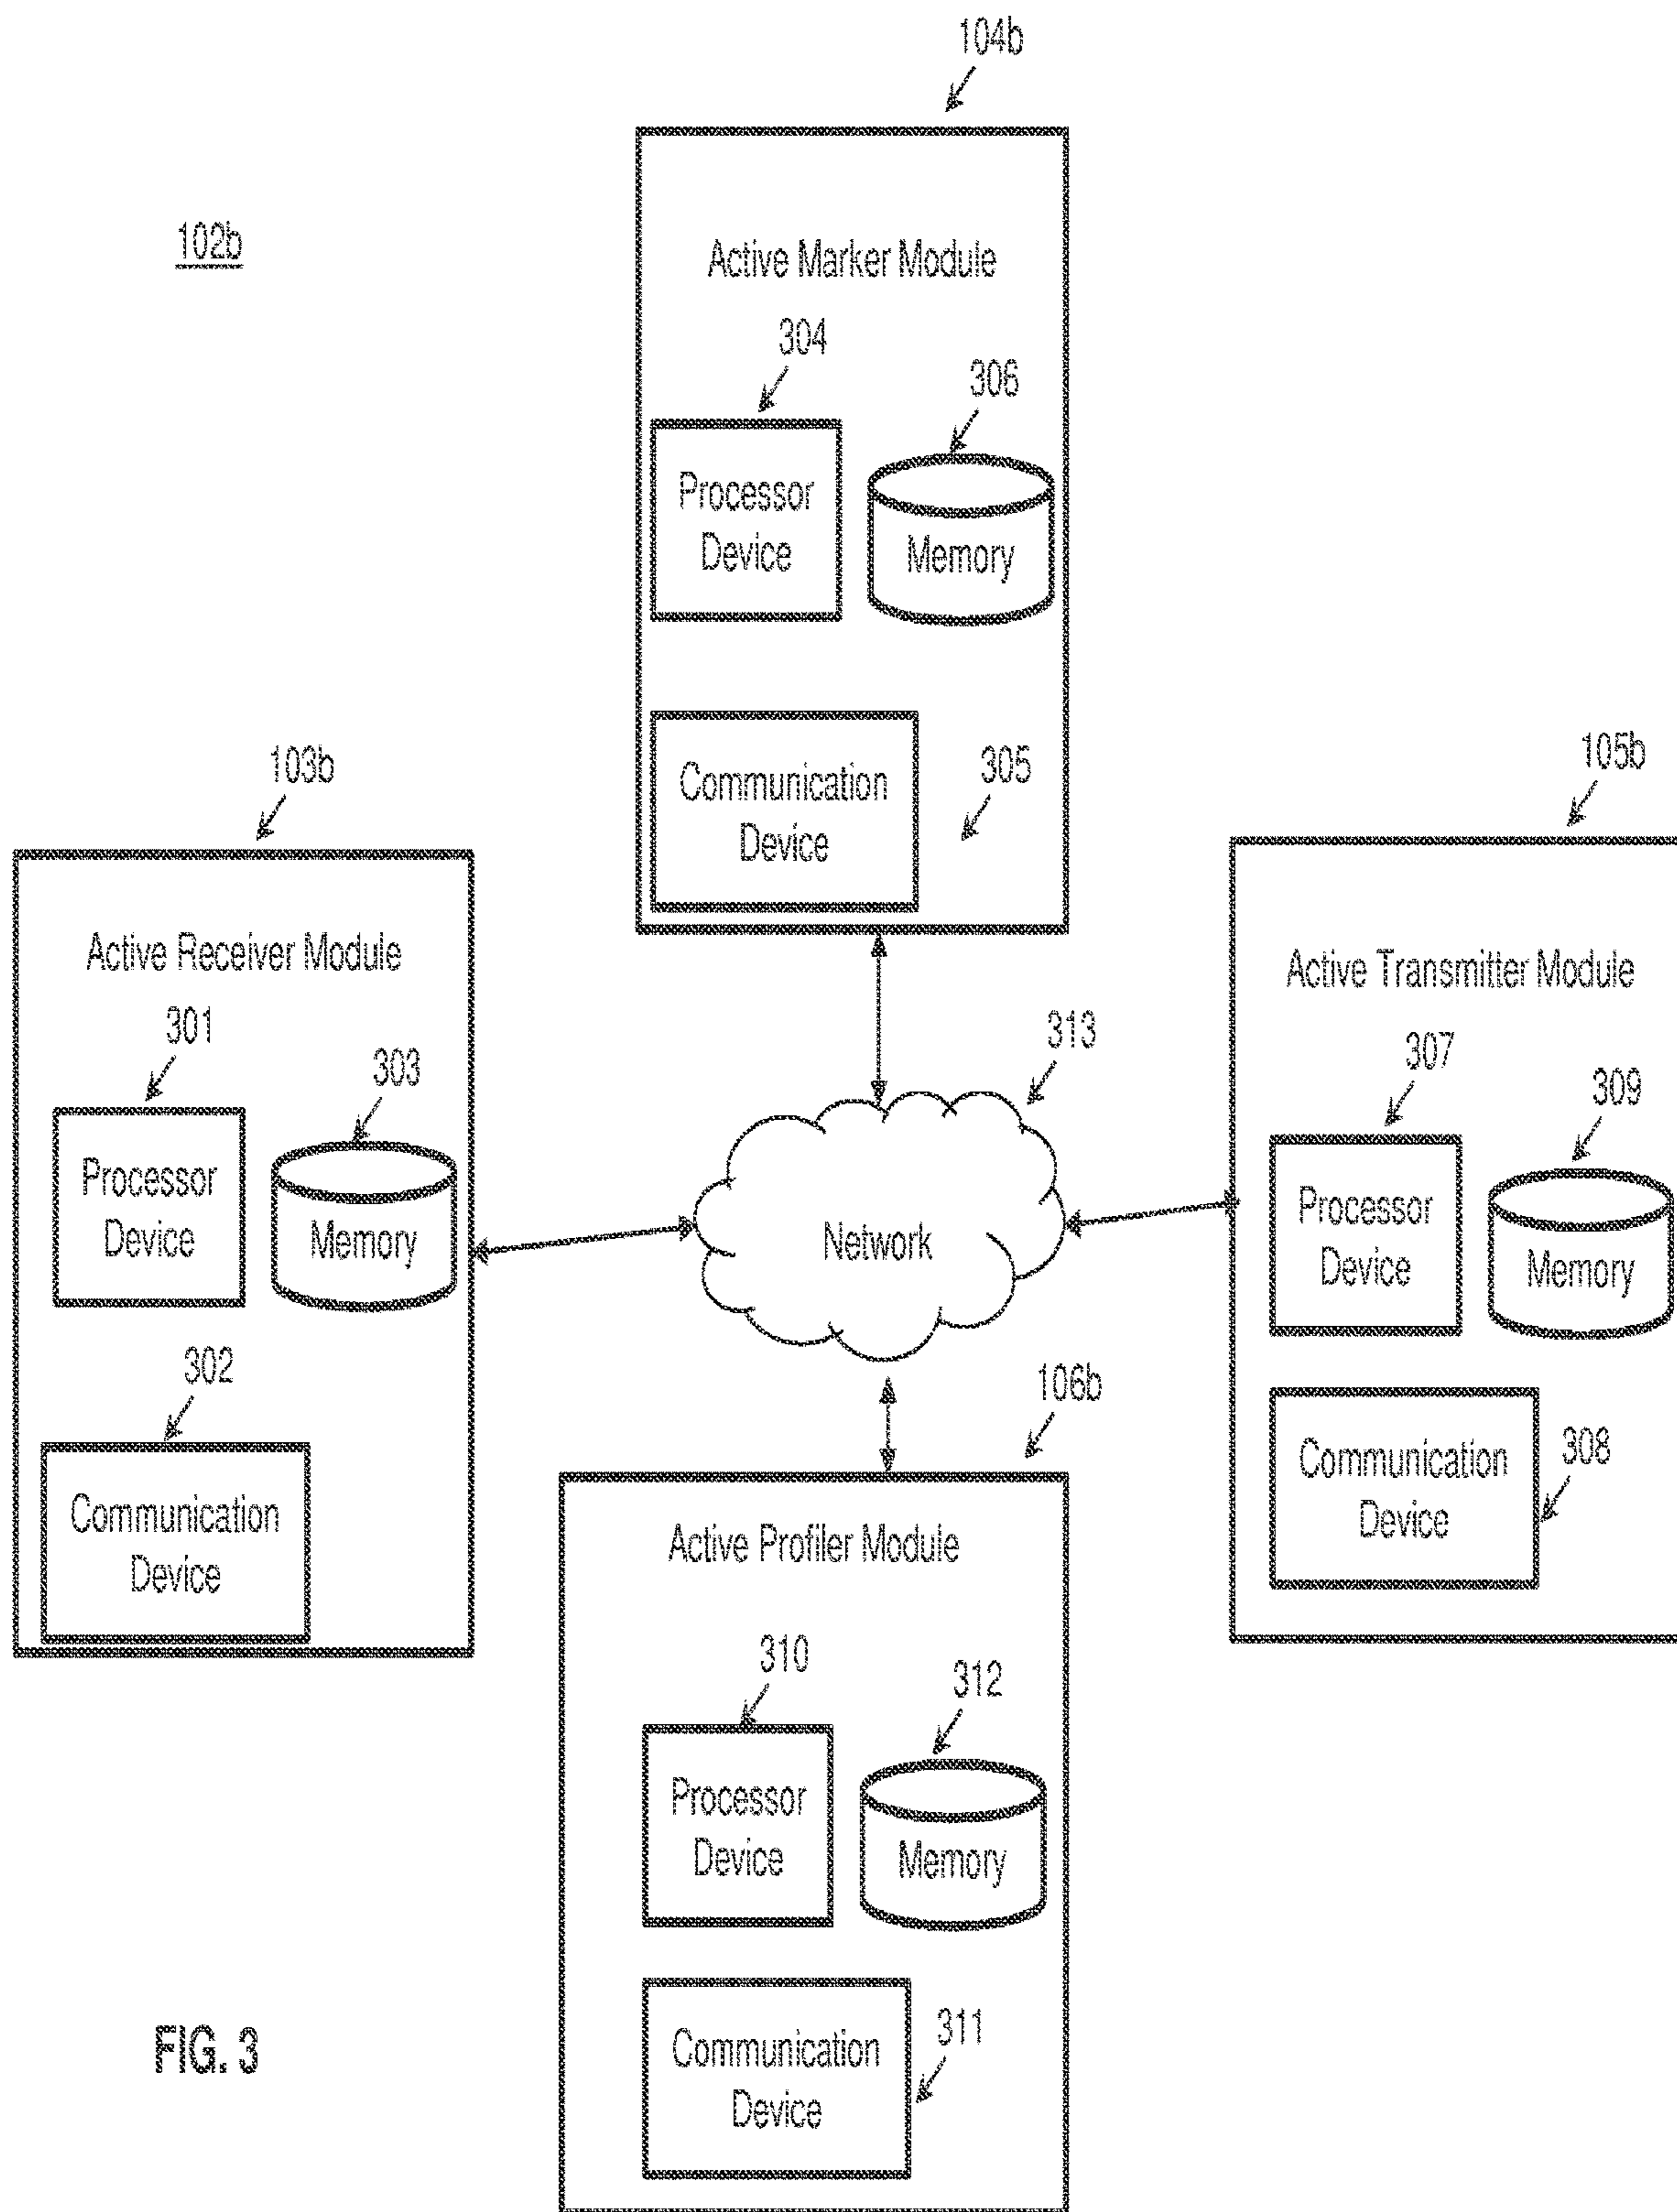 104b
102b
Active Marker Module
304
306
Processor
Device
Memory
Communication
Device
305
103b
105b
Active Receiver Module
301
303
Processor
Device
Memory
302
Communication
Device
313
Network
Active Transmitter Module
307
309
Processor
Device
Memory
Communication
Device
308
106b
Active Profiler Module
310
312
Processor
Device
Memory
Communication
Device
311
FIG. 3